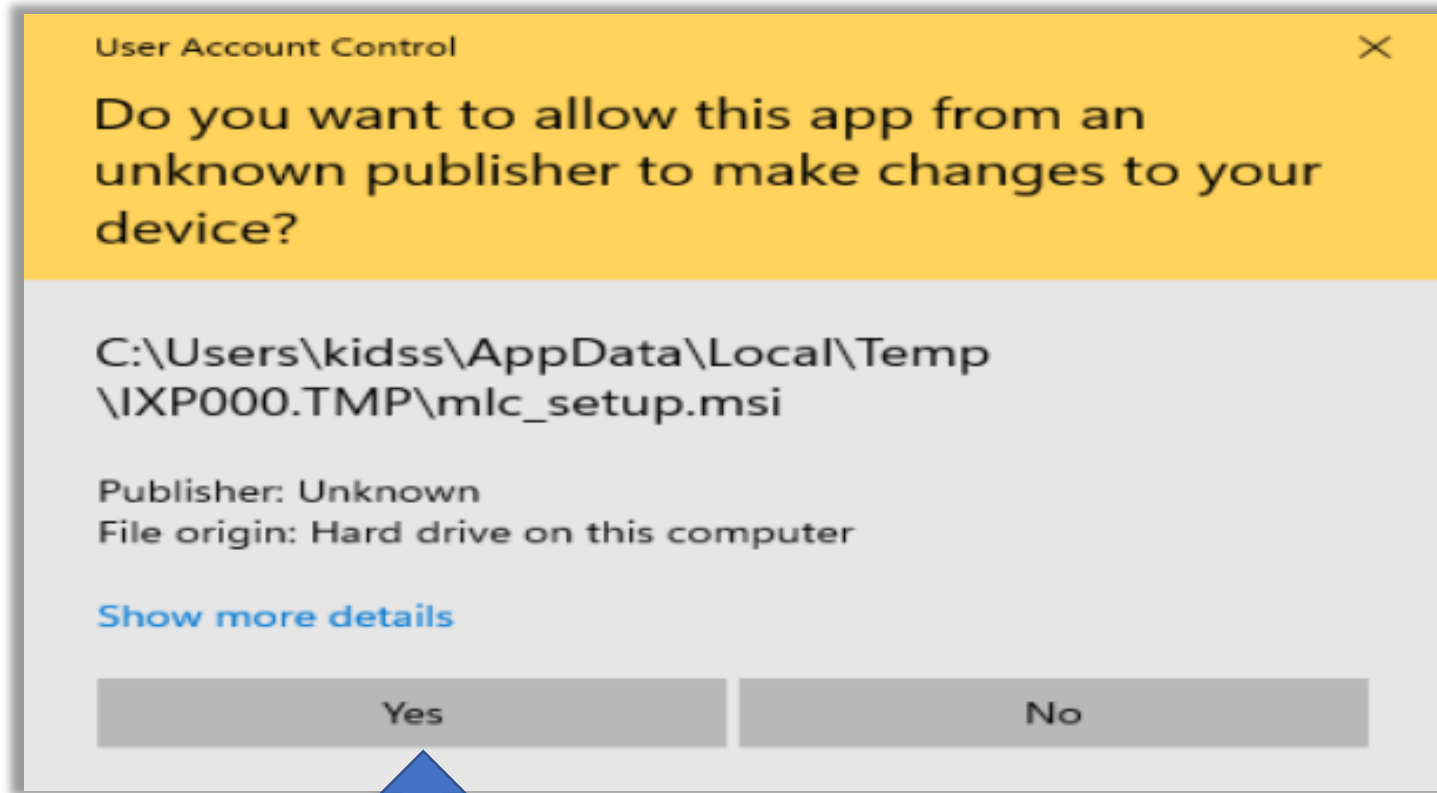 User Account Control
Do you want to allow this app from an
unknown publisher to make changes to your
device?
C:\Users\kidss\AppData\Local\Temp
\IXP000.TMP\mlc_setup.msi
Publisher: Unknown
File origin: Hard drive on this computer
Show more details
Yes
No